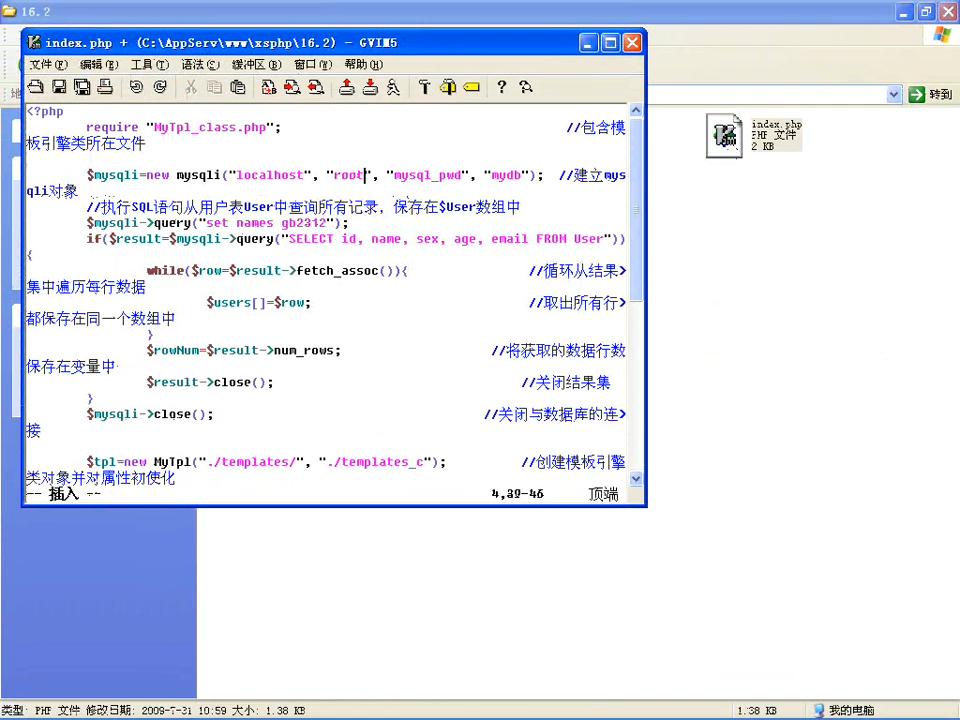 16.2
index.php + (C:\AppServ\www\xsphp\16.2) - GVIM5
文件(F) 编辑(E) 工具(T) 语法(S) 缓冲区(B) 窗口(W) 帮助(H)
转到
<?php
require "MyTpl_class.php"; //包含模
板引擎类所在文件
$mysqli=new mysqli("localhost", "root", "mysql_pwd", "mydb"); //建立mys
qli对象
//执行SQL语句从用户表User中查询所有记录，保存在$User数组中
$mysqli->query("set names gb2312");
if($result=$mysqli->query("SELECT id, name, sex, age, email FROM User"))
{
while($row=$result->fetch_assoc()){ //循环从结果>
集中遍历每行数据
$users[]=$row; //取出所有行>
都保存在同一个数组中
}
$rowNum=$result->num_rows; //将获取的数据行数
保存在变量中
$result->close(); //关闭结果集
}
$mysqli->close(); //关闭与数据库的连>
接
$tpl=new MyTpl("./templates/", "./templates_c"); //创建模板引擎
类对象并对属性初使化
-- 插入 -- 4,39-46 顶端
index.php
PHP 文件
2 KB
类型: PHP 文件 修改日期: 2009-7-31 10:59 大小: 1.38 KB 1.38 KB 我的电脑